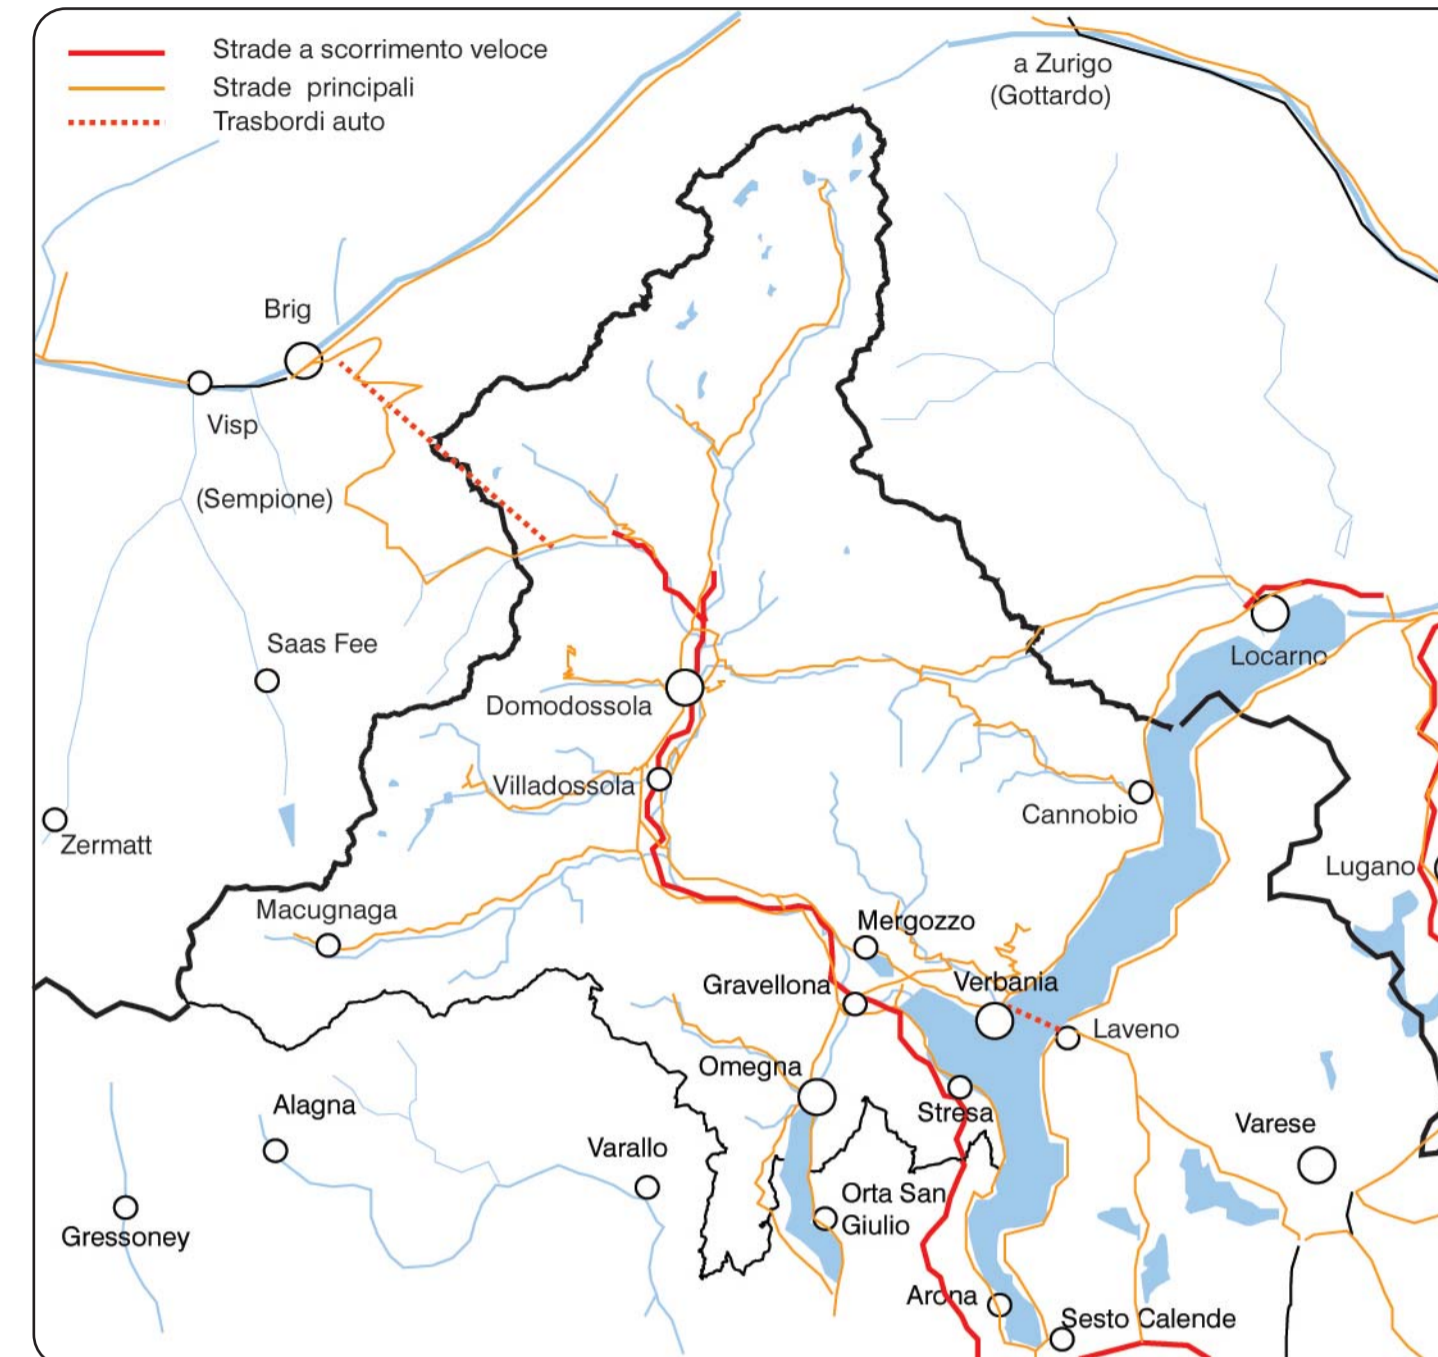 Strade a scorrimento veloce
Strade principali
Trasbordi auto
a Zurigo
(Gottardo)
Brig
Visp
(Sempione)
Saas Fee
Locarno
Domodossola
Villadossola
Cannobio
Zermatt
Lugano
Macugnaga
Mergozzo
Gravellona
Verbania
Laveno
Omegna
Alagna
Stresa
Varese
Varallo
Orta San
Giulio
Gressoney
Arona
Sesto Calende